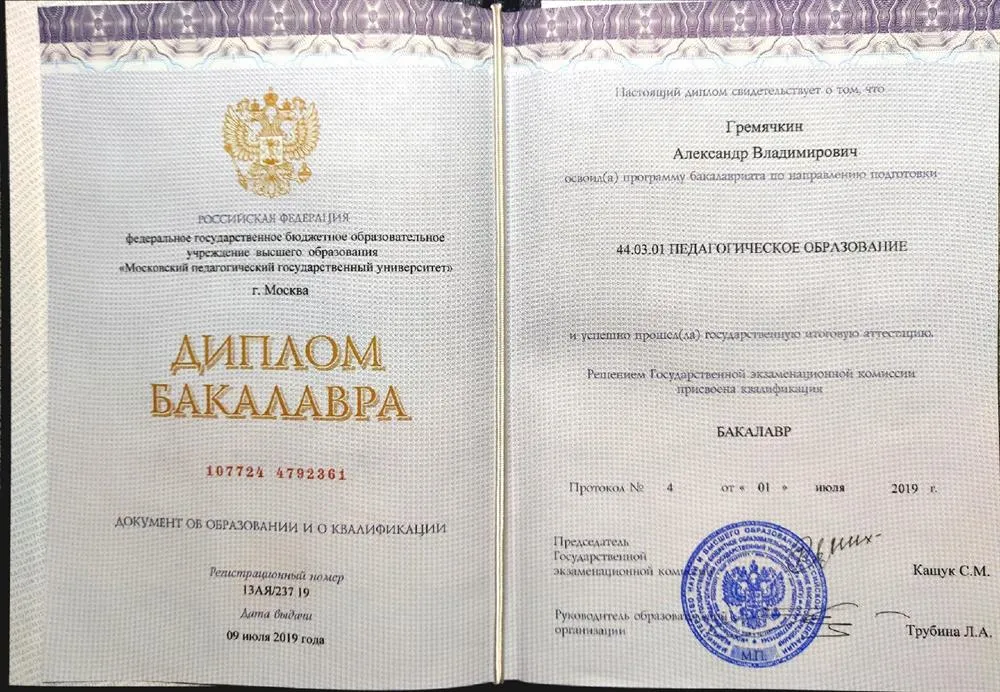 РОССИЙСКАЯ ФЕДЕРАЦИЯ
федеральное государственное бюджетное образовательное
учреждение высшего образования
«Московский педагогический государственный университет»
г. Москва
ДИПЛОМ
БАКАЛАВРА
107724 4792361
ДОКУМЕНТ ОБ ОБРАЗОВАНИИ И О КВАЛИФИКАЦИИ
Регистрационный номер
13АЯ/237 19
Дата выдачи
09 июля 2019 года
Настоящий диплом свидетельствует о том, что
Гремячкин
Александр Владимирович
освоил(а) программу бакалавриата по направлению подготовки
44.03.01 ПЕДАГОГИЧЕСКОЕ ОБРАЗОВАНИЕ
и успешно прошел(ла) государственную итоговую аттестацию.
Решением Государственной экзаменационной комиссии
присвоена квалификация
БАКАЛАВР
Протокол № 4 от « 01 » июля 2019 г.
Председатель
Государственной
экзаменационной
Кащук С.М.
Руководитель
организации
Трубина Л.А.
М.П.